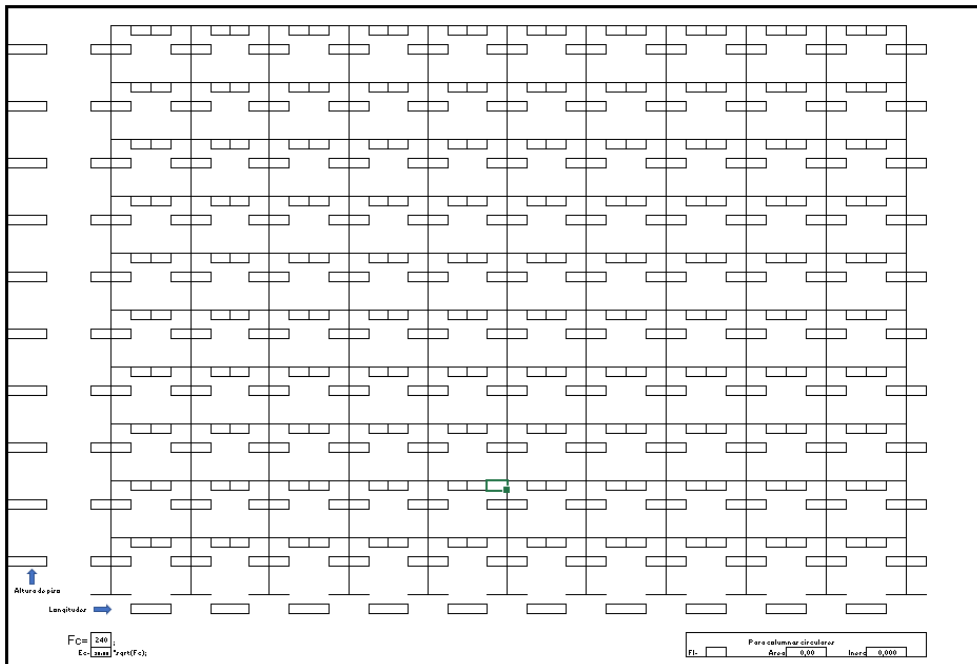 Altura de piso
Longitudes
Fc= 240 ;
Ec= *sqrt(Fc);
Para columnas circulares
FI= Area 0,00 Inerc 0,000